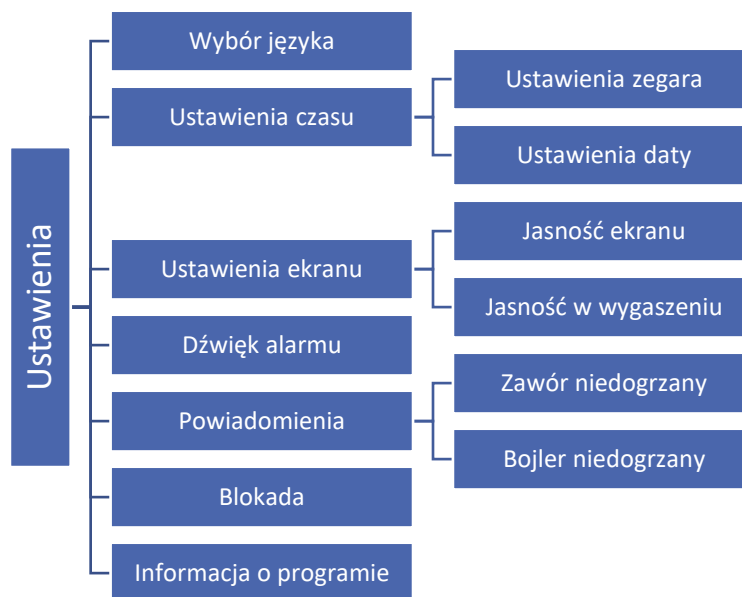 Ustawienia
Wybór języka
Ustawienia czasu
Ustawienia zegara
Ustawienia daty
Ustawienia ekranu
Jasność ekranu
Jasność w wygaszeniu
Dźwięk alarmu
Powiadomienia
Zawór niedogrzany
Bojler niedogrzany
Blokada
Informacja o programie